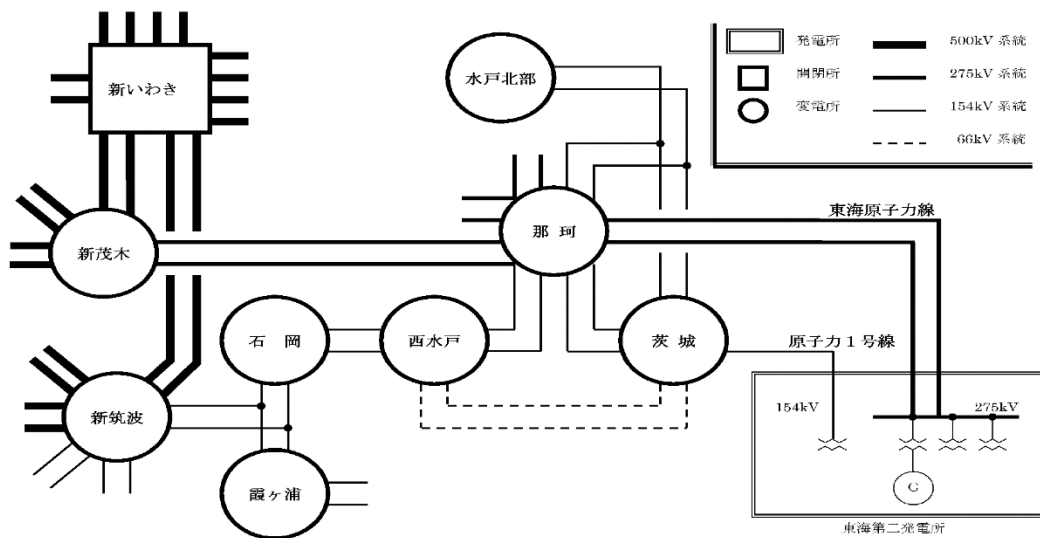 新いわき
水戸北部
発電所
500kV 系統
開閉所
275kV 系統
変電所
154kV 系統
66kV 系統
那 珂
東海原子力線
新茂木
石 岡
西水戸
茨 城
原子力１号線
新筑波
154kV
275kV
霞ヶ浦
G
東海第二発電所